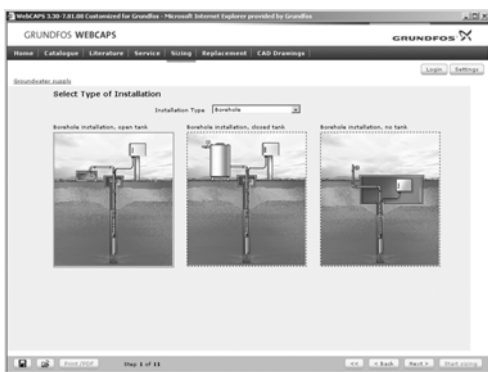 WebCAPS 3.30-7.01.08 Customized for Grundfos - Microsoft Internet Explorer provided by Grundfos
GRUNDFOS WEBCAPS
GRUNDFOS
Home Catalogue Literature Service Sizing Replacement CAD Drawings
Login Settings
Groundwater supply
Select Type of Installation
Installation Type Borehole
Borehole installation, open tank Borehole installation, closed tank Borehole installation, no tank
Print/PDF Step 1 of 11 << < Back Next > Start sizing